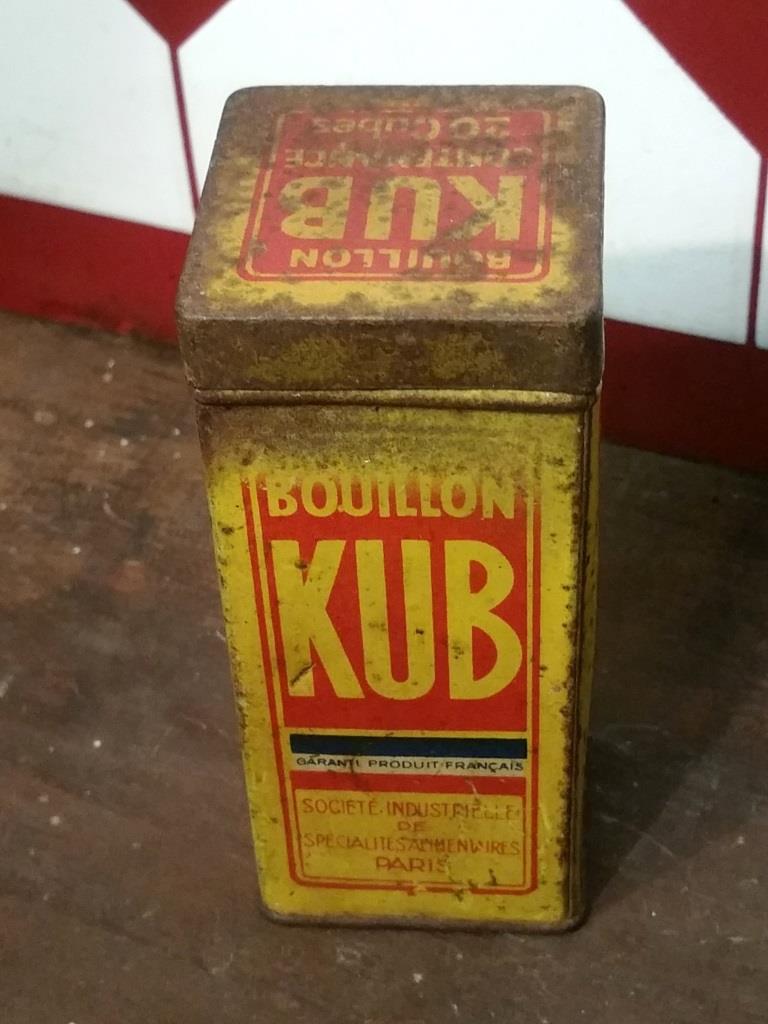 BOUILLON
KUB
CONTENANCE
20 Cubes
BOUILLON
KUB
GARANTI PRODUIT FRANÇAIS
SOCIÉTÉ INDUSTRIELLE
DE
SPÉCIALITÉS ALIMENTAIRES
PARIS